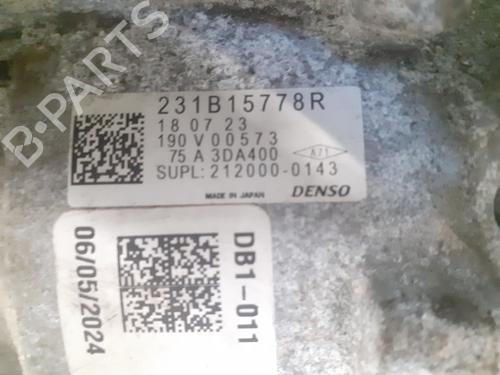 B-PARTS
231B15778R
18 07 23
190 V 00573
75 A 3DA400 A71
SUPL: 212000-0143
MADE IN JAPAN DENSO
06/05/2024
DB1-011